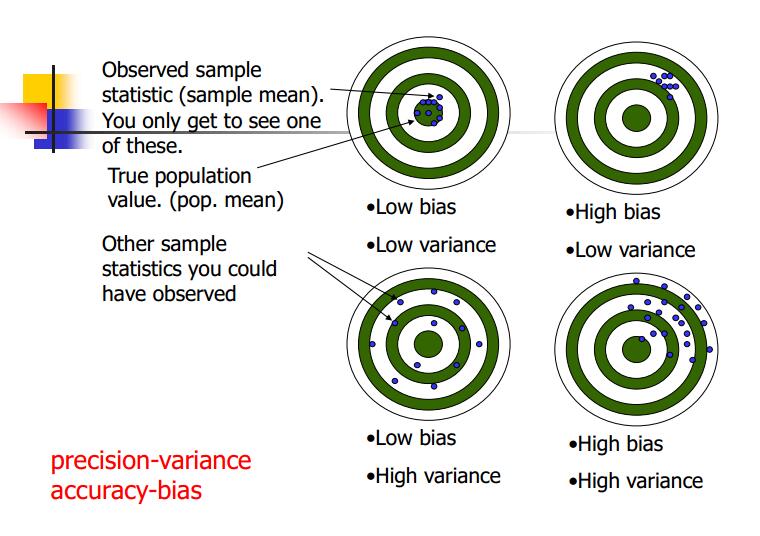 Observed sample
statistic (sample mean).
You only get to see one
of these.
True population
value. (pop. mean)
Other sample
statistics you could
have observed
•Low bias
•Low variance
•High bias
•Low variance
•Low bias
•High variance
•High bias
•High variance
precision-variance
accuracy-bias